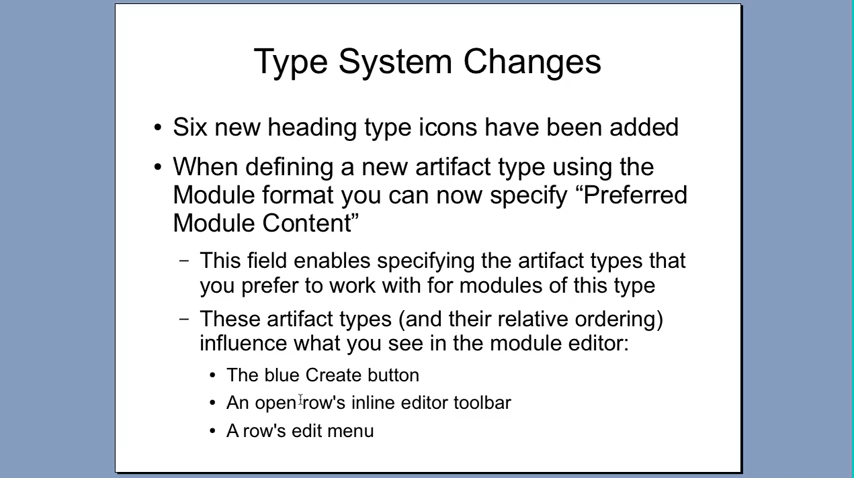 Type System Changes
• Six new heading type icons have been added
• When defining a new artifact type using the
Module format you can now specify “Preferred
Module Content”
– This field enables specifying the artifact types that
you prefer to work with for modules of this type
– These artifact types (and their relative ordering)
influence what you see in the module editor:
• The blue Create button
• An open row's inline editor toolbar
• A row's edit menu